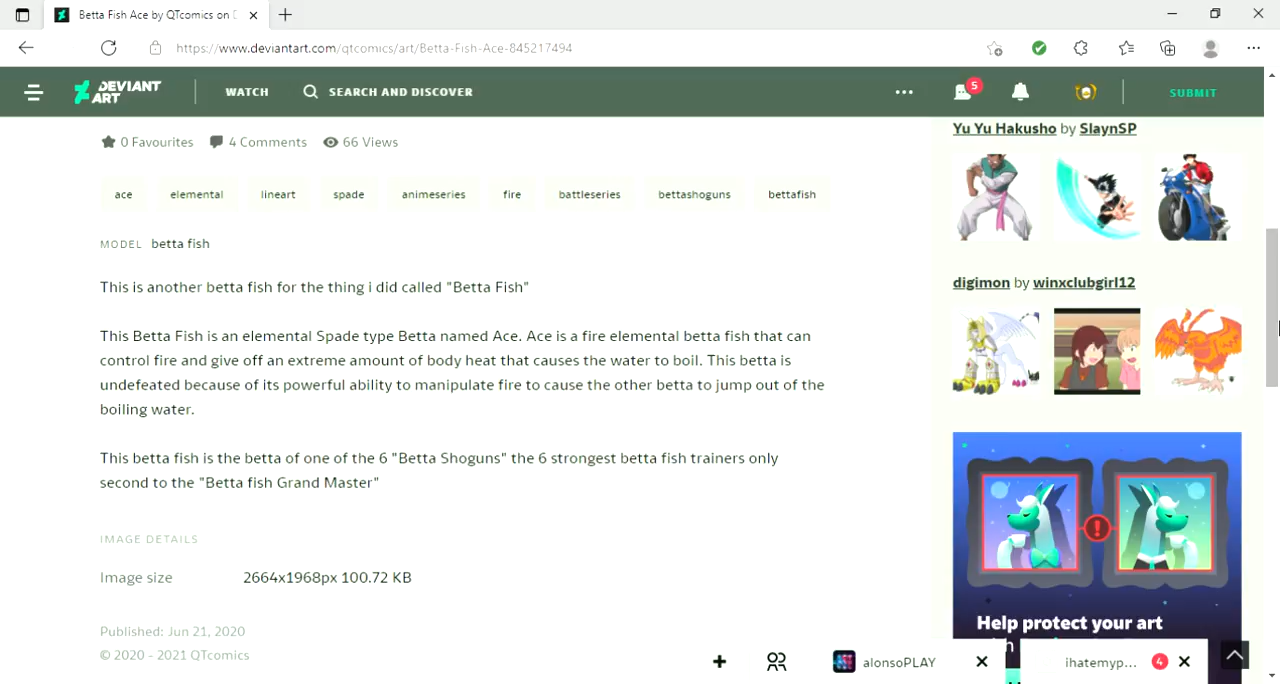 Betta Fish Ace by QTcomics on D
https://www.deviantart.com/qtcomics/art/Betta-Fish-Ace-845217494
DEVIANT
ART
WATCH
SEARCH AND DISCOVER
5
SUBMIT
0 Favourites
4 Comments
66 Views
Yu Yu Hakusho by SlaynSP
ace
elemental
lineart
spade
animeseries
fire
battleseries
bettashoguns
bettafish
MODEL betta fish
This is another betta fish for the thing i did called "Betta Fish"
digimon by winxclubgirl12
This Betta Fish is an elemental Spade type Betta named Ace. Ace is a fire elemental betta fish that can
control fire and give off an extreme amount of body heat that causes the water to boil. This betta is
undefeated because of its powerful ability to manipulate fire to cause the other betta to jump out of the
boiling water.
This betta fish is the betta of one of the 6 "Betta Shoguns" the 6 strongest betta fish trainers only
second to the "Betta fish Grand Master"
IMAGE DETAILS
Image size 2664x1968px 100.72 KB
Published: Jun 21, 2020
© 2020 - 2021 QTcomics
Help protect your art
alonsoPLAY
ihatemyp...
4